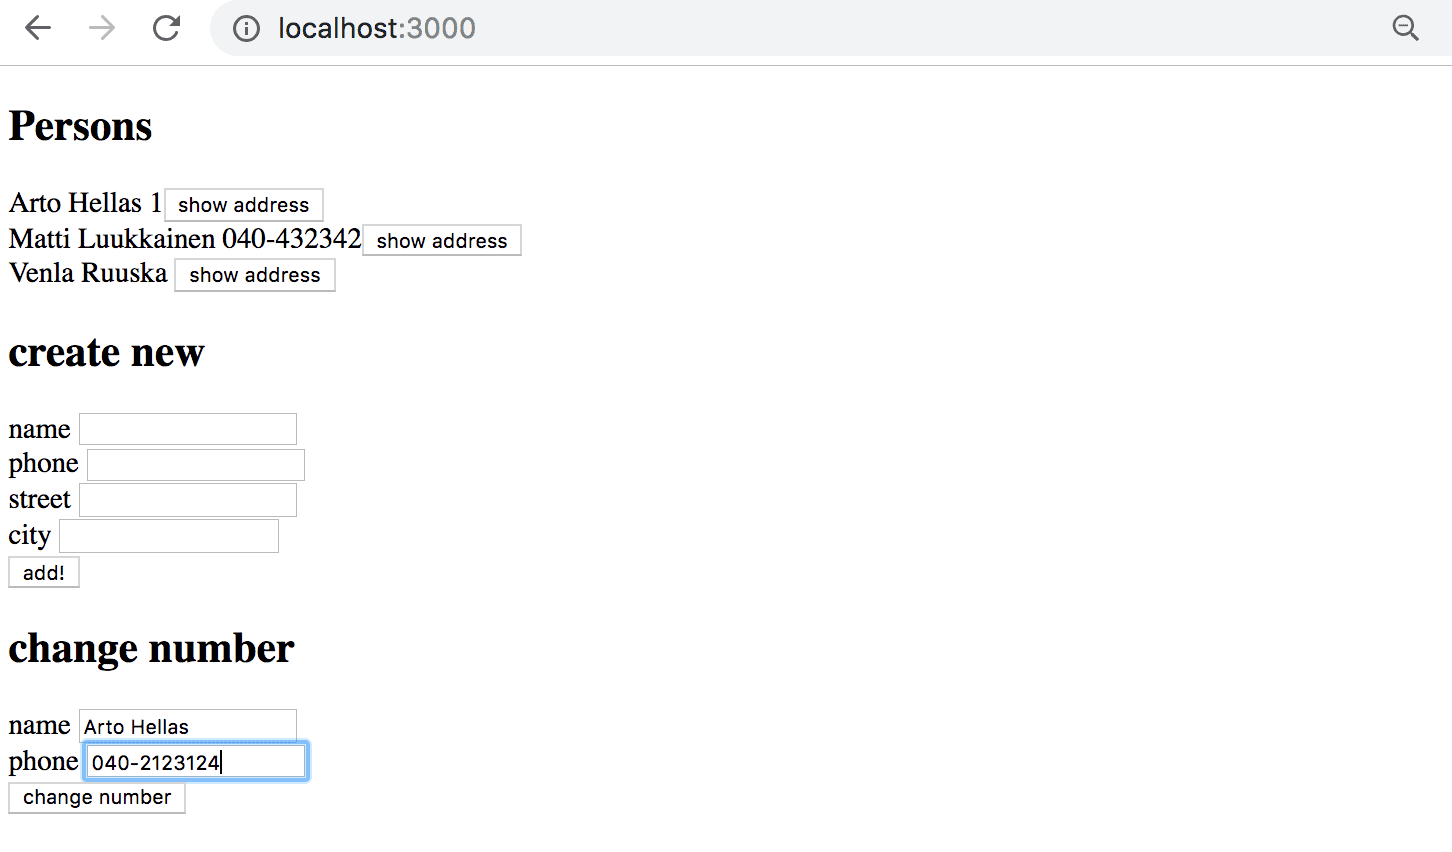 localhost:3000
Persons
Arto Hellas 1 show address
Matti Luukkainen 040-432342 show address
Venla Ruuska show address
create new
name
phone
street
city
add!
change number
name Arto Hellas
phone 040-2123124
change number